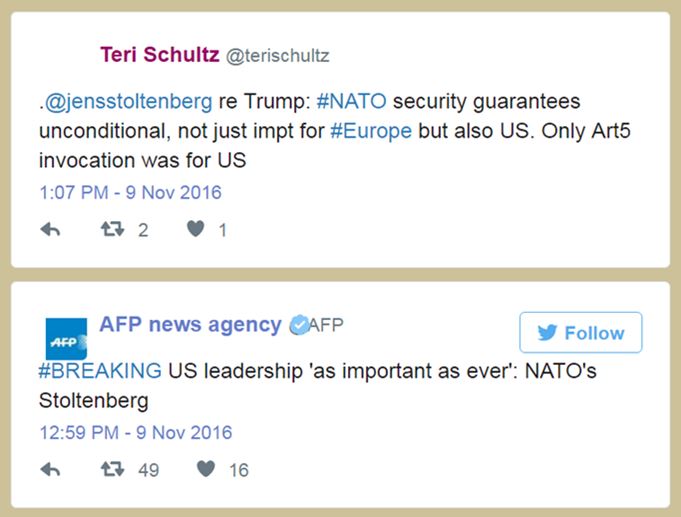 Teri Schultz @terischultz
.@jensstoltenberg re Trump: #NATO security guarantees
unconditional, not just impt for #Europe but also US. Only Art5
invocation was for US
1:07 PM - 9 Nov 2016
2 1
AFP news agency AFP
AFP
Follow
#BREAKING US leadership 'as important as ever': NATO's
Stoltenberg
12:59 PM - 9 Nov 2016
49 16